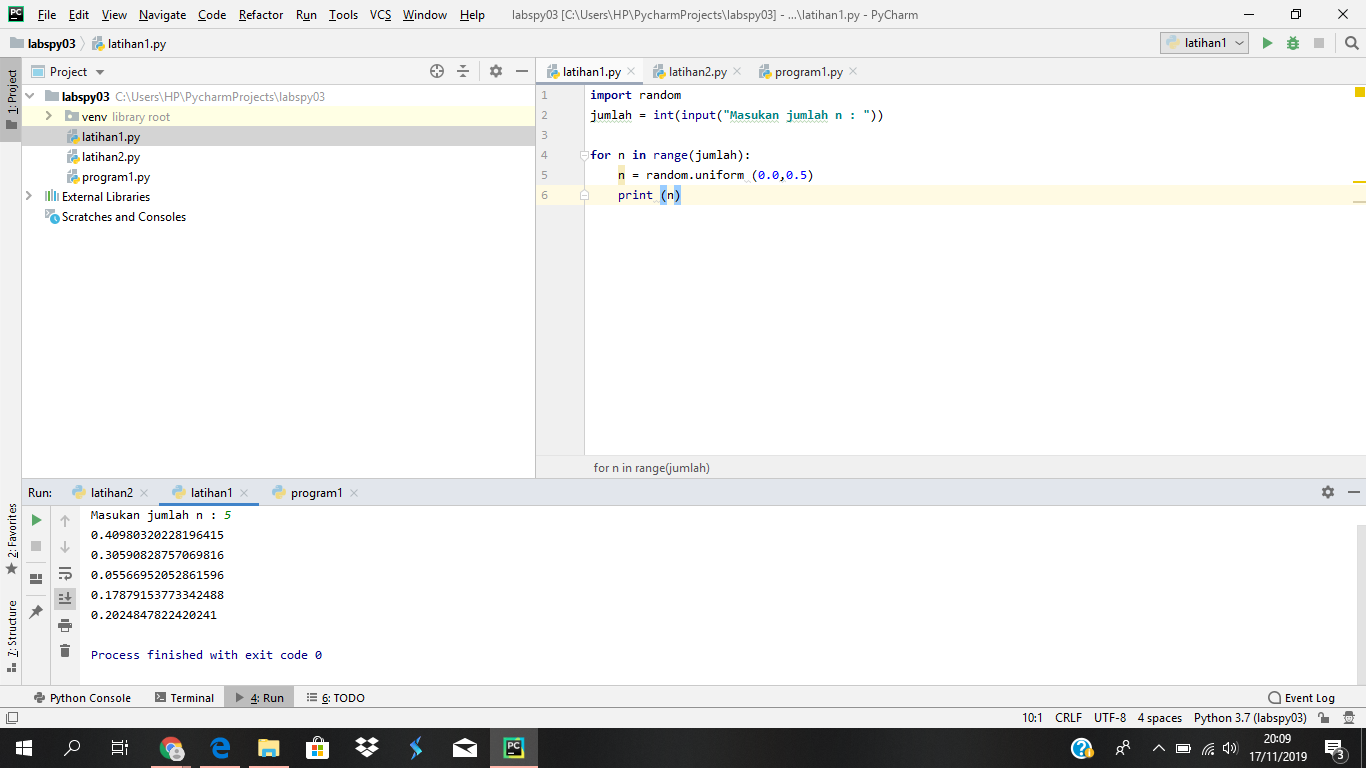 File Edit View Navigate Code Refactor Run Tools VCS Window Help labspy03 [C:\Users\HP\PycharmProjects\labspy03] - ...\latihan1.py - PyCharm
labspy03 latihan1.py latihan1
1: Project
Project
latihan1.py latihan2.py program1.py
labspy03 C:\Users\HP\PycharmProjects\labspy03
venv library root
latihan1.py
latihan2.py
program1.py
External Libraries
Scratches and Consoles
1 import random
2 jumlah = int(input("Masukan jumlah n : "))
3
4 for n in range(jumlah):
5 n = random.uniform (0.0,0.5)
6 print (n)
for n in range(jumlah)
Run: latihan2 latihan1 program1
2: Favorites
7: Structure
Masukan jumlah n : 5
0.40980320228196415
0.30590828757069816
0.05566952052861596
0.17879153773342488
0.2024847822420241
Process finished with exit code 0
Python Console Terminal 4: Run 6: TODO Event Log
10:1 CRLF UTF-8 4 spaces Python 3.7 (labspy03)
20:09
17/11/2019
3